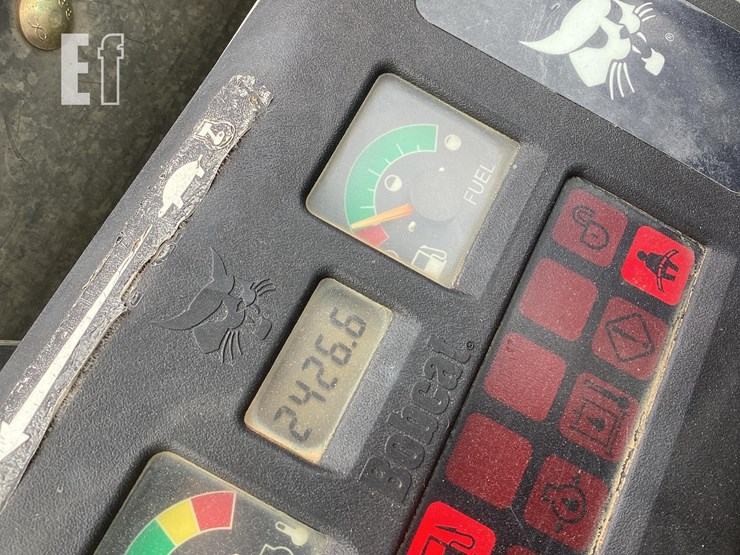 Ef
FUEL
2426.6
Bobcat®